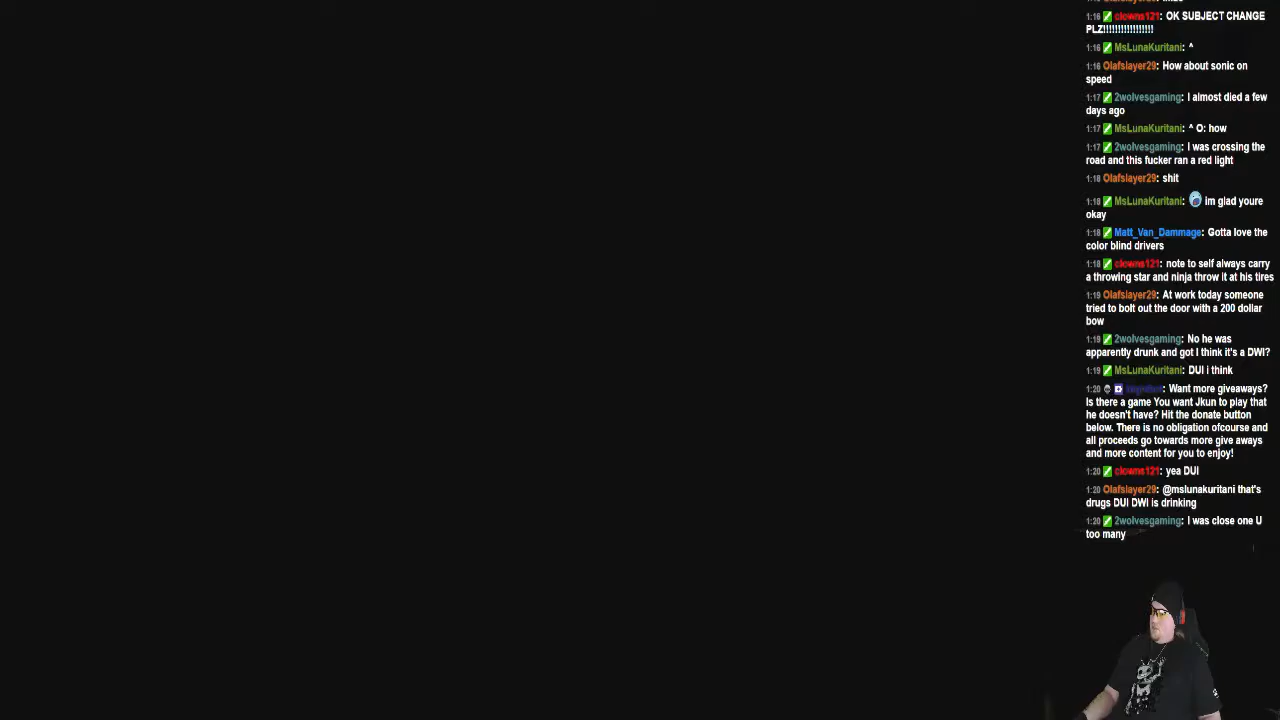 1:16 clowns121: OK SUBJECT CHANGE
PLZ!!!!!!!!!!!!!!!!!
1:16 MsLunaKuritani: ^
1:16 Olafslayer29: How about sonic on
speed
1:17 2wolvesgaming: I almost died a few
days ago
1:17 MsLunaKuritani: ^ O: how
1:17 2wolvesgaming: I was crossing the
road and this fucker ran a red light
1:18 Olafslayer29: shit
1:18 MsLunaKuritani: im glad youre
okay
1:18 Matt_Van_Dammage: Gotta love the
color blind drivers
1:18 clowns121: note to self always carry
a throwing star and ninja throw it at his tires
1:19 Olafslayer29: At work today someone
tried to bolt out the door with a 200 dollar
bow
1:19 2wolvesgaming: No he was
apparently drunk and got I think it's a DWI?
1:19 MsLunaKuritani: DUI i think
1:20 : Want more giveaways?
Is there a game You want Jkun to play that
he doesn't have? Hit the donate button
below. There is no obligation ofcourse and
all proceeds go towards more give aways
and more content for you to enjoy!
1:20 clowns121: yea DUI
1:20 Olafslayer29: @mslunakuritani that's
drugs DUI DWI is drinking
1:20 2wolvesgaming: I was close one U
too many